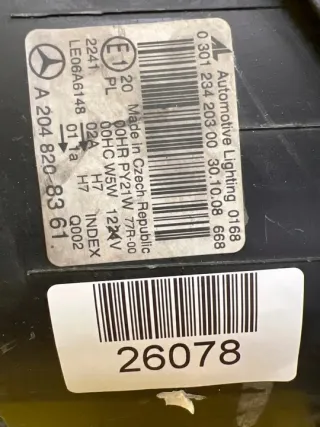 Automotive Lighting 0168
0 301 234 203 00 30.10.08 668
Made in Czech Republic
E1 20 00HR PY21W 77R-00
PL 00HC W5W 12V
2241 02A H7 INDEX
LE06A6148 01 1a H7 Q002
A 204 820 83 61
26078